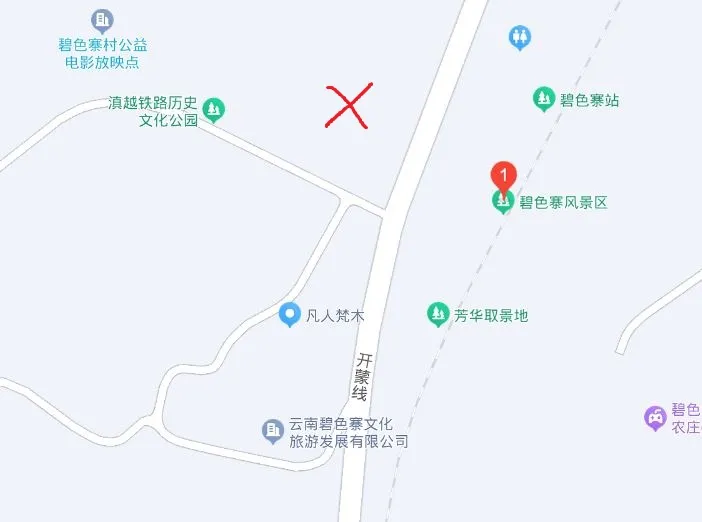 碧色寨村公益
电影放映点
滇越铁路历史
文化公园
碧色寨站
1
碧色寨风景区
凡人梵木
芳华取景地
开蒙线
云南碧色寨文化
旅游发展有限公司
碧色
农庄